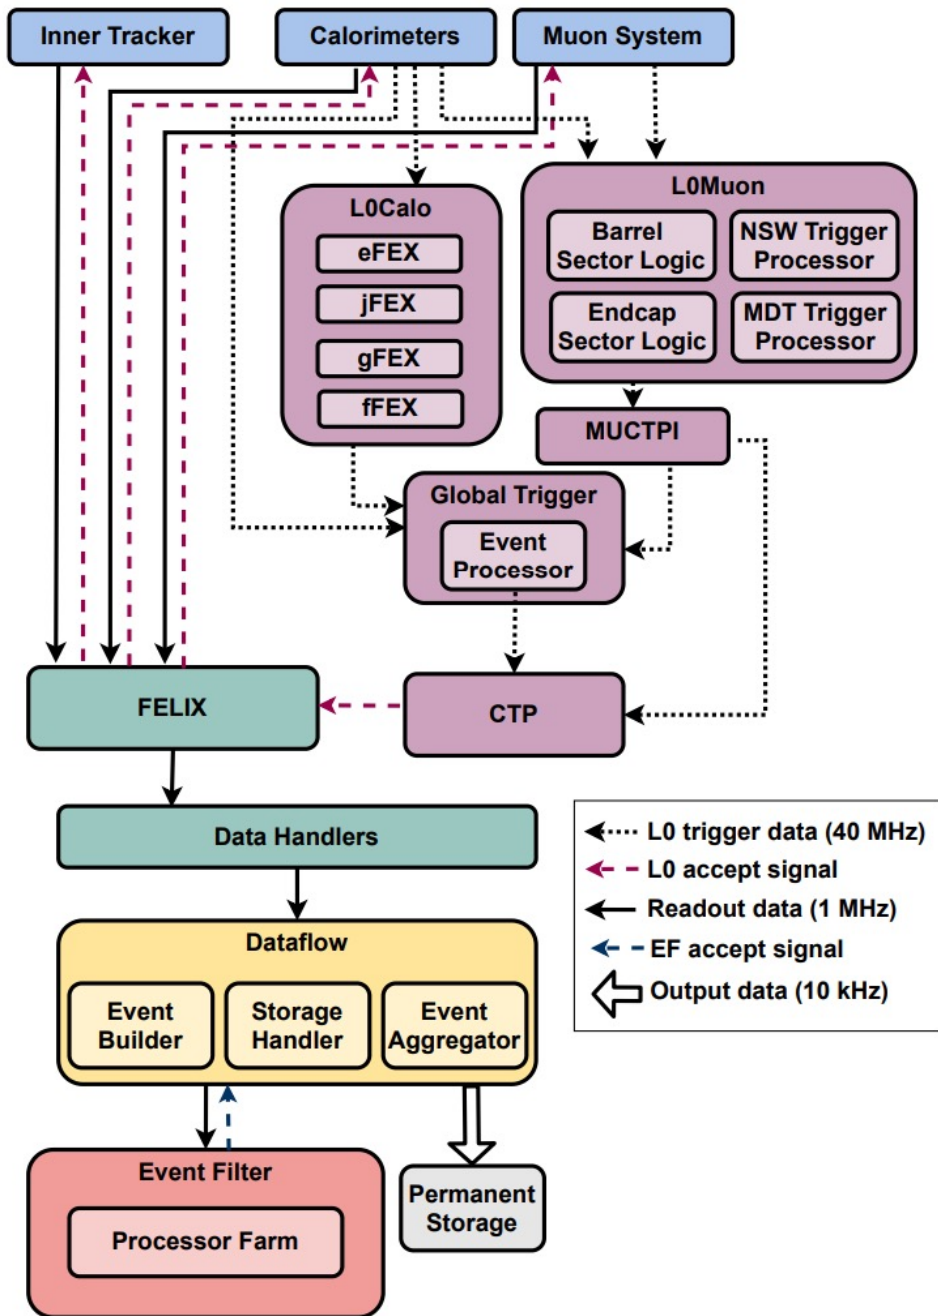 Inner Tracker
Calorimeters
Muon System
L0Calo
eFEX
jFEX
gFEX
fFEX
L0Muon
Barrel
Sector Logic
NSW Trigger
Processor
Endcap
Sector Logic
MDT Trigger
Processor
MUCTPI
Global Trigger
Event
Processor
FELIX
CTP
Data Handlers
L0 trigger data (40 MHz)
L0 accept signal
Readout data (1 MHz)
EF accept signal
Output data (10 kHz)
Dataflow
Event
Builder
Storage
Handler
Event
Aggregator
Event Filter
Processor Farm
Permanent
Storage